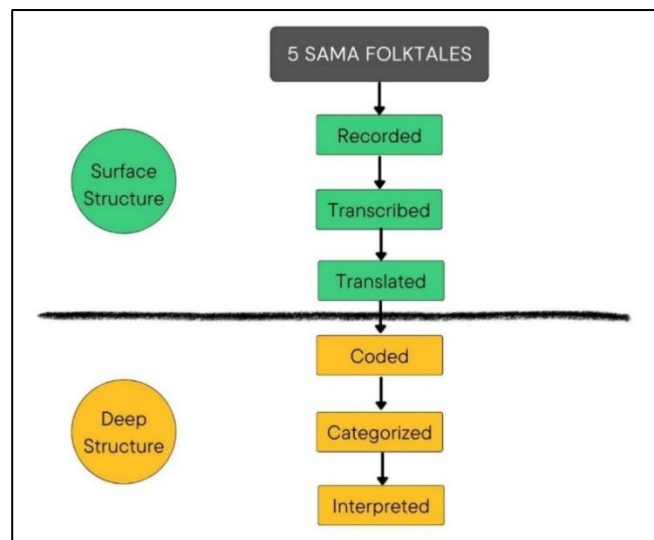 5 SAMA FOLKTALES
Recorded
Surface
Structure
Transcribed
Translated
Coded
Deep
Structure
Categorized
Interpreted